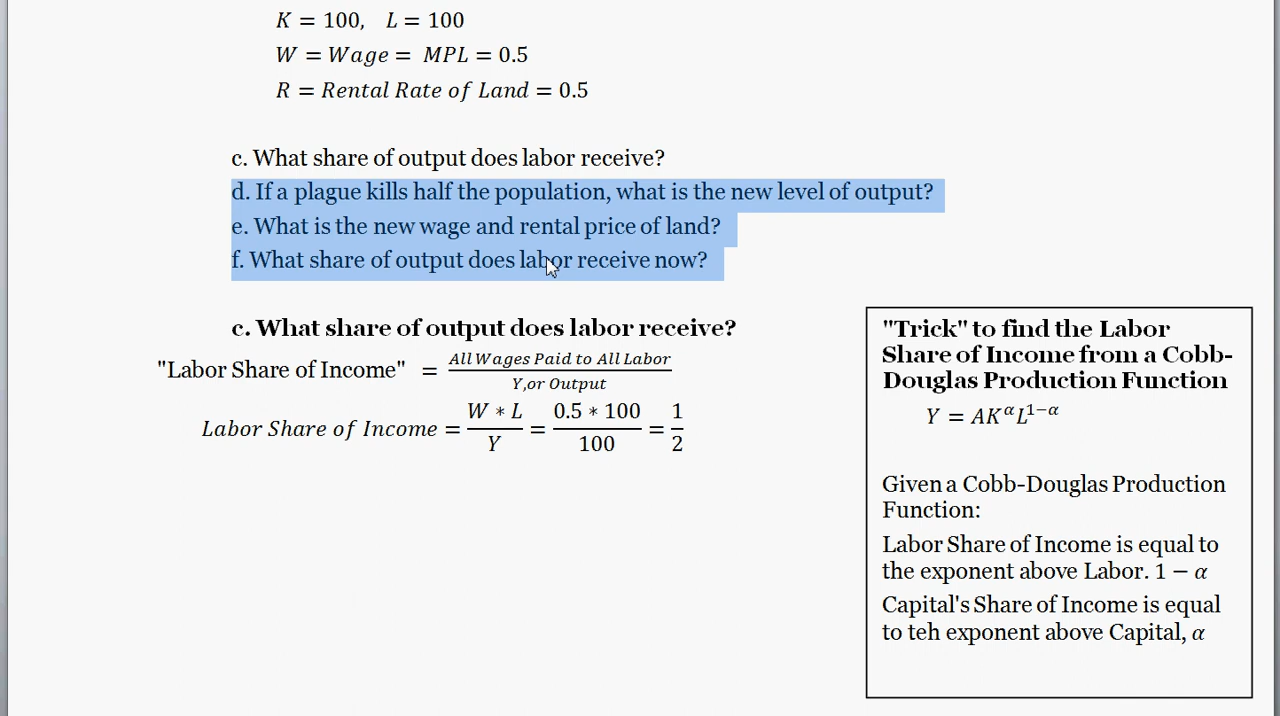 K = 100, L = 100
W = Wage = MPL = 0.5
R = Rental Rate of Land = 0.5
c. What share of output does labor receive?
d. If a plague kills half the population, what is the new level of output?
e. What is the new wage and rental price of land?
f. What share of output does labor receive now?
c. What share of output does labor receive?
"Labor Share of Income" = All Wages Paid to All Labor / Y,or Output
Labor Share of Income = W * L / Y = 0.5 * 100 / 100 = 1 / 2
"Trick" to find the Labor
Share of Income from a Cobb-
Douglas Production Function
Y = AK^α L^1−α
Given a Cobb-Douglas Production
Function:
Labor Share of Income is equal to
the exponent above Labor. 1 − α
Capital's Share of Income is equal
to teh exponent above Capital, α